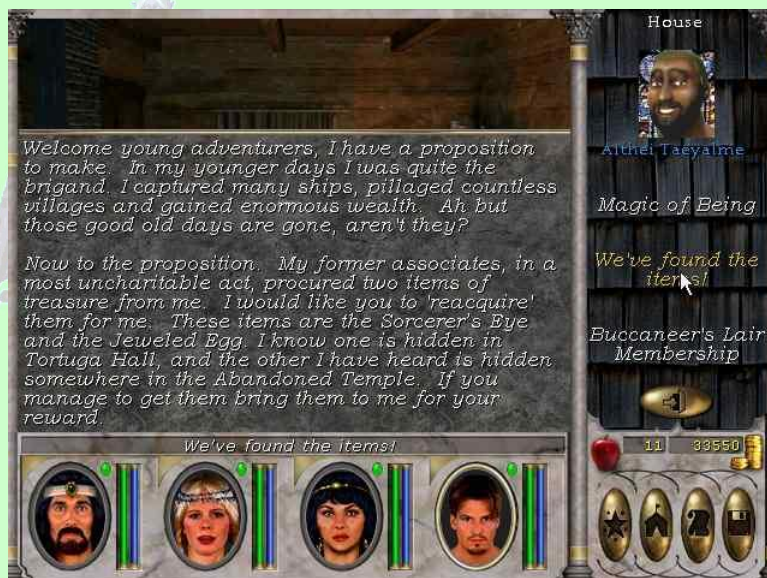 House
Althei Taeyalme
Welcome young adventurers, I have a proposition
to make.  In my younger days I was quite the
brigand. I captured many ships, pillaged countless
villages and gained enormous wealth.  Ah but
those good old days are gone, aren't they?
Now to the proposition.  My former associates, in a
most uncharitable act, procured two items of
treasure from me.  I would like you to 'reacquire'
them for me.  These items are the Sorcerer's Eye
and the Jeweled Egg. I know one is hidden in
Tortuga Hall, and the other I have heard is hidden
somewhere in the Abandoned Temple.  If you
manage to get them bring them to me for your
reward.
Magic of Being
We've found the
items!
Buccaneer's Lair
Membership
We've found the items!
11
33550